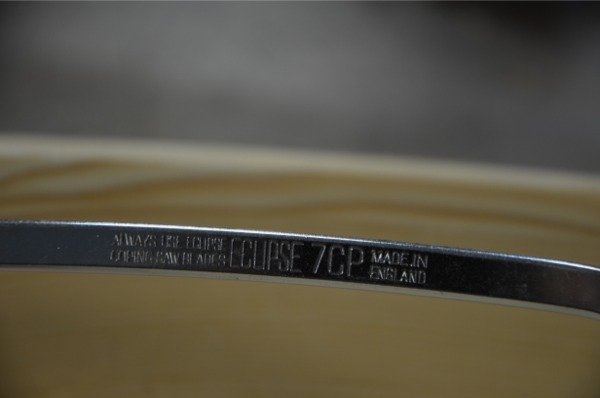 ALWAYS USE ECLIPSE
COPING SAW BLADES
ECLIPSE 7CP
MADE IN
ENGLAND